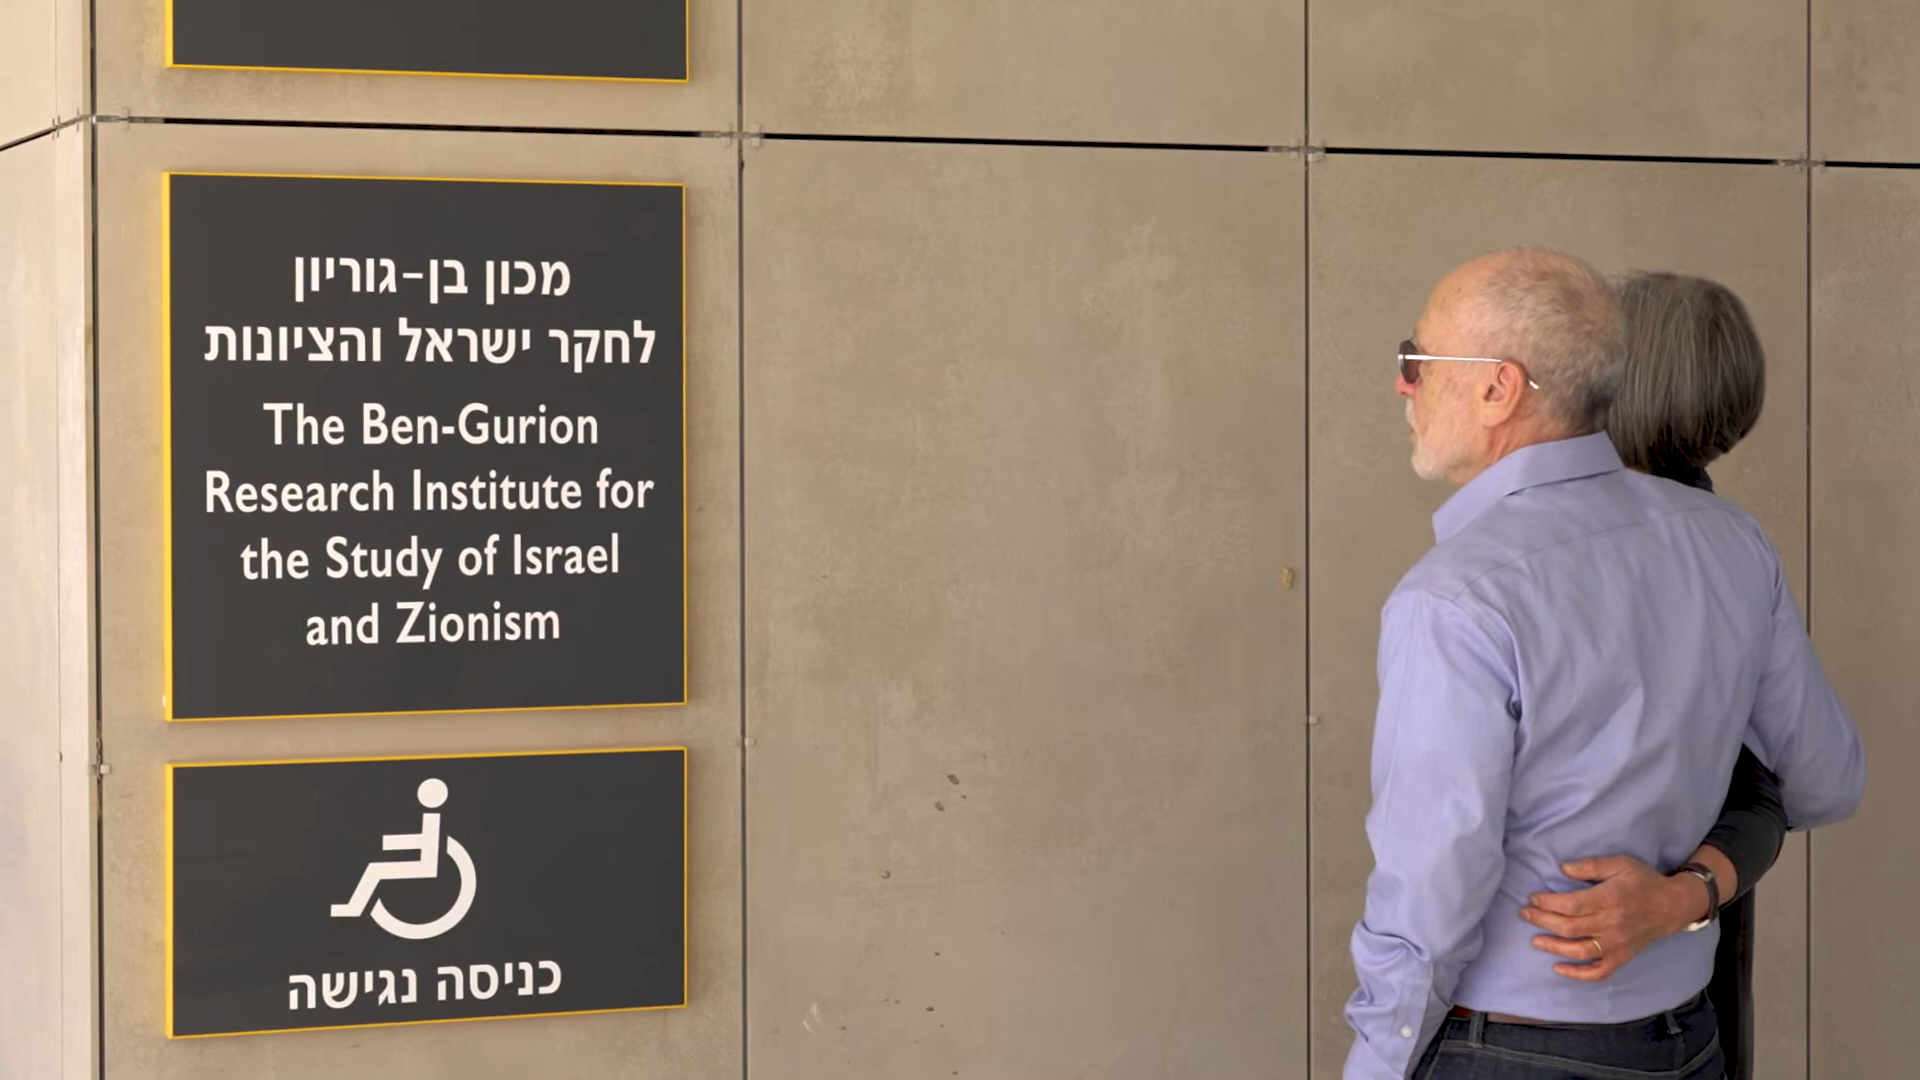 מכון בן-גוריון
לחקר ישראל והציונות
The Ben-Gurion
Research Institute for
the Study of Israel
and Zionism
כניסה נגישה